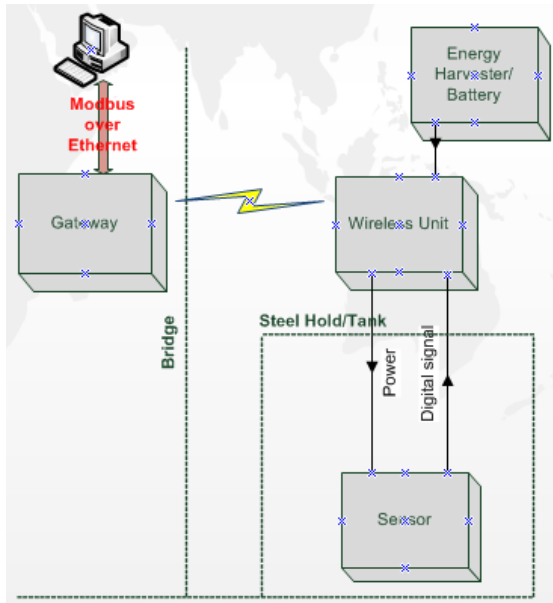 Energy
Harvester/
Battery
Modbus
over
Ethernet
Gateway
Wireless Unit
Steel Hold/Tank
Bridge
Power
Digital signal
Sensor